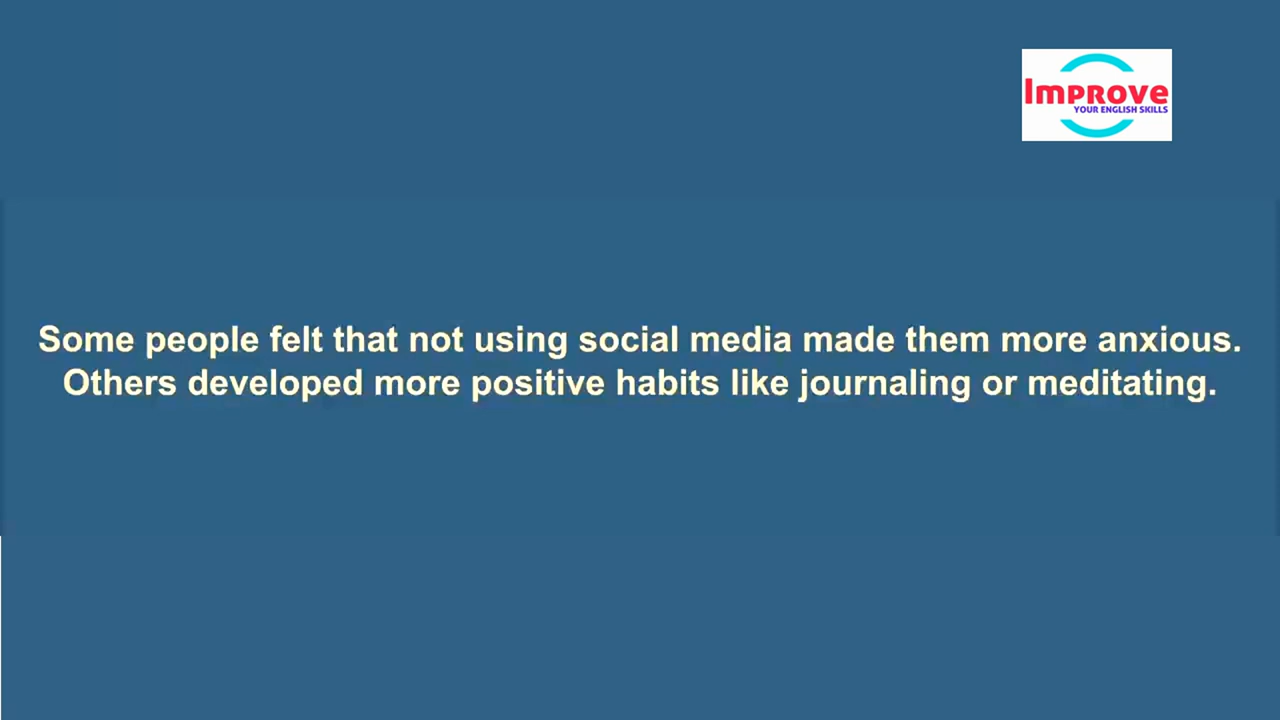 Improve
YOUR ENGLISH SKILLS
Some people felt that not using social media made them more anxious.
Others developed more positive habits like journaling or meditating.